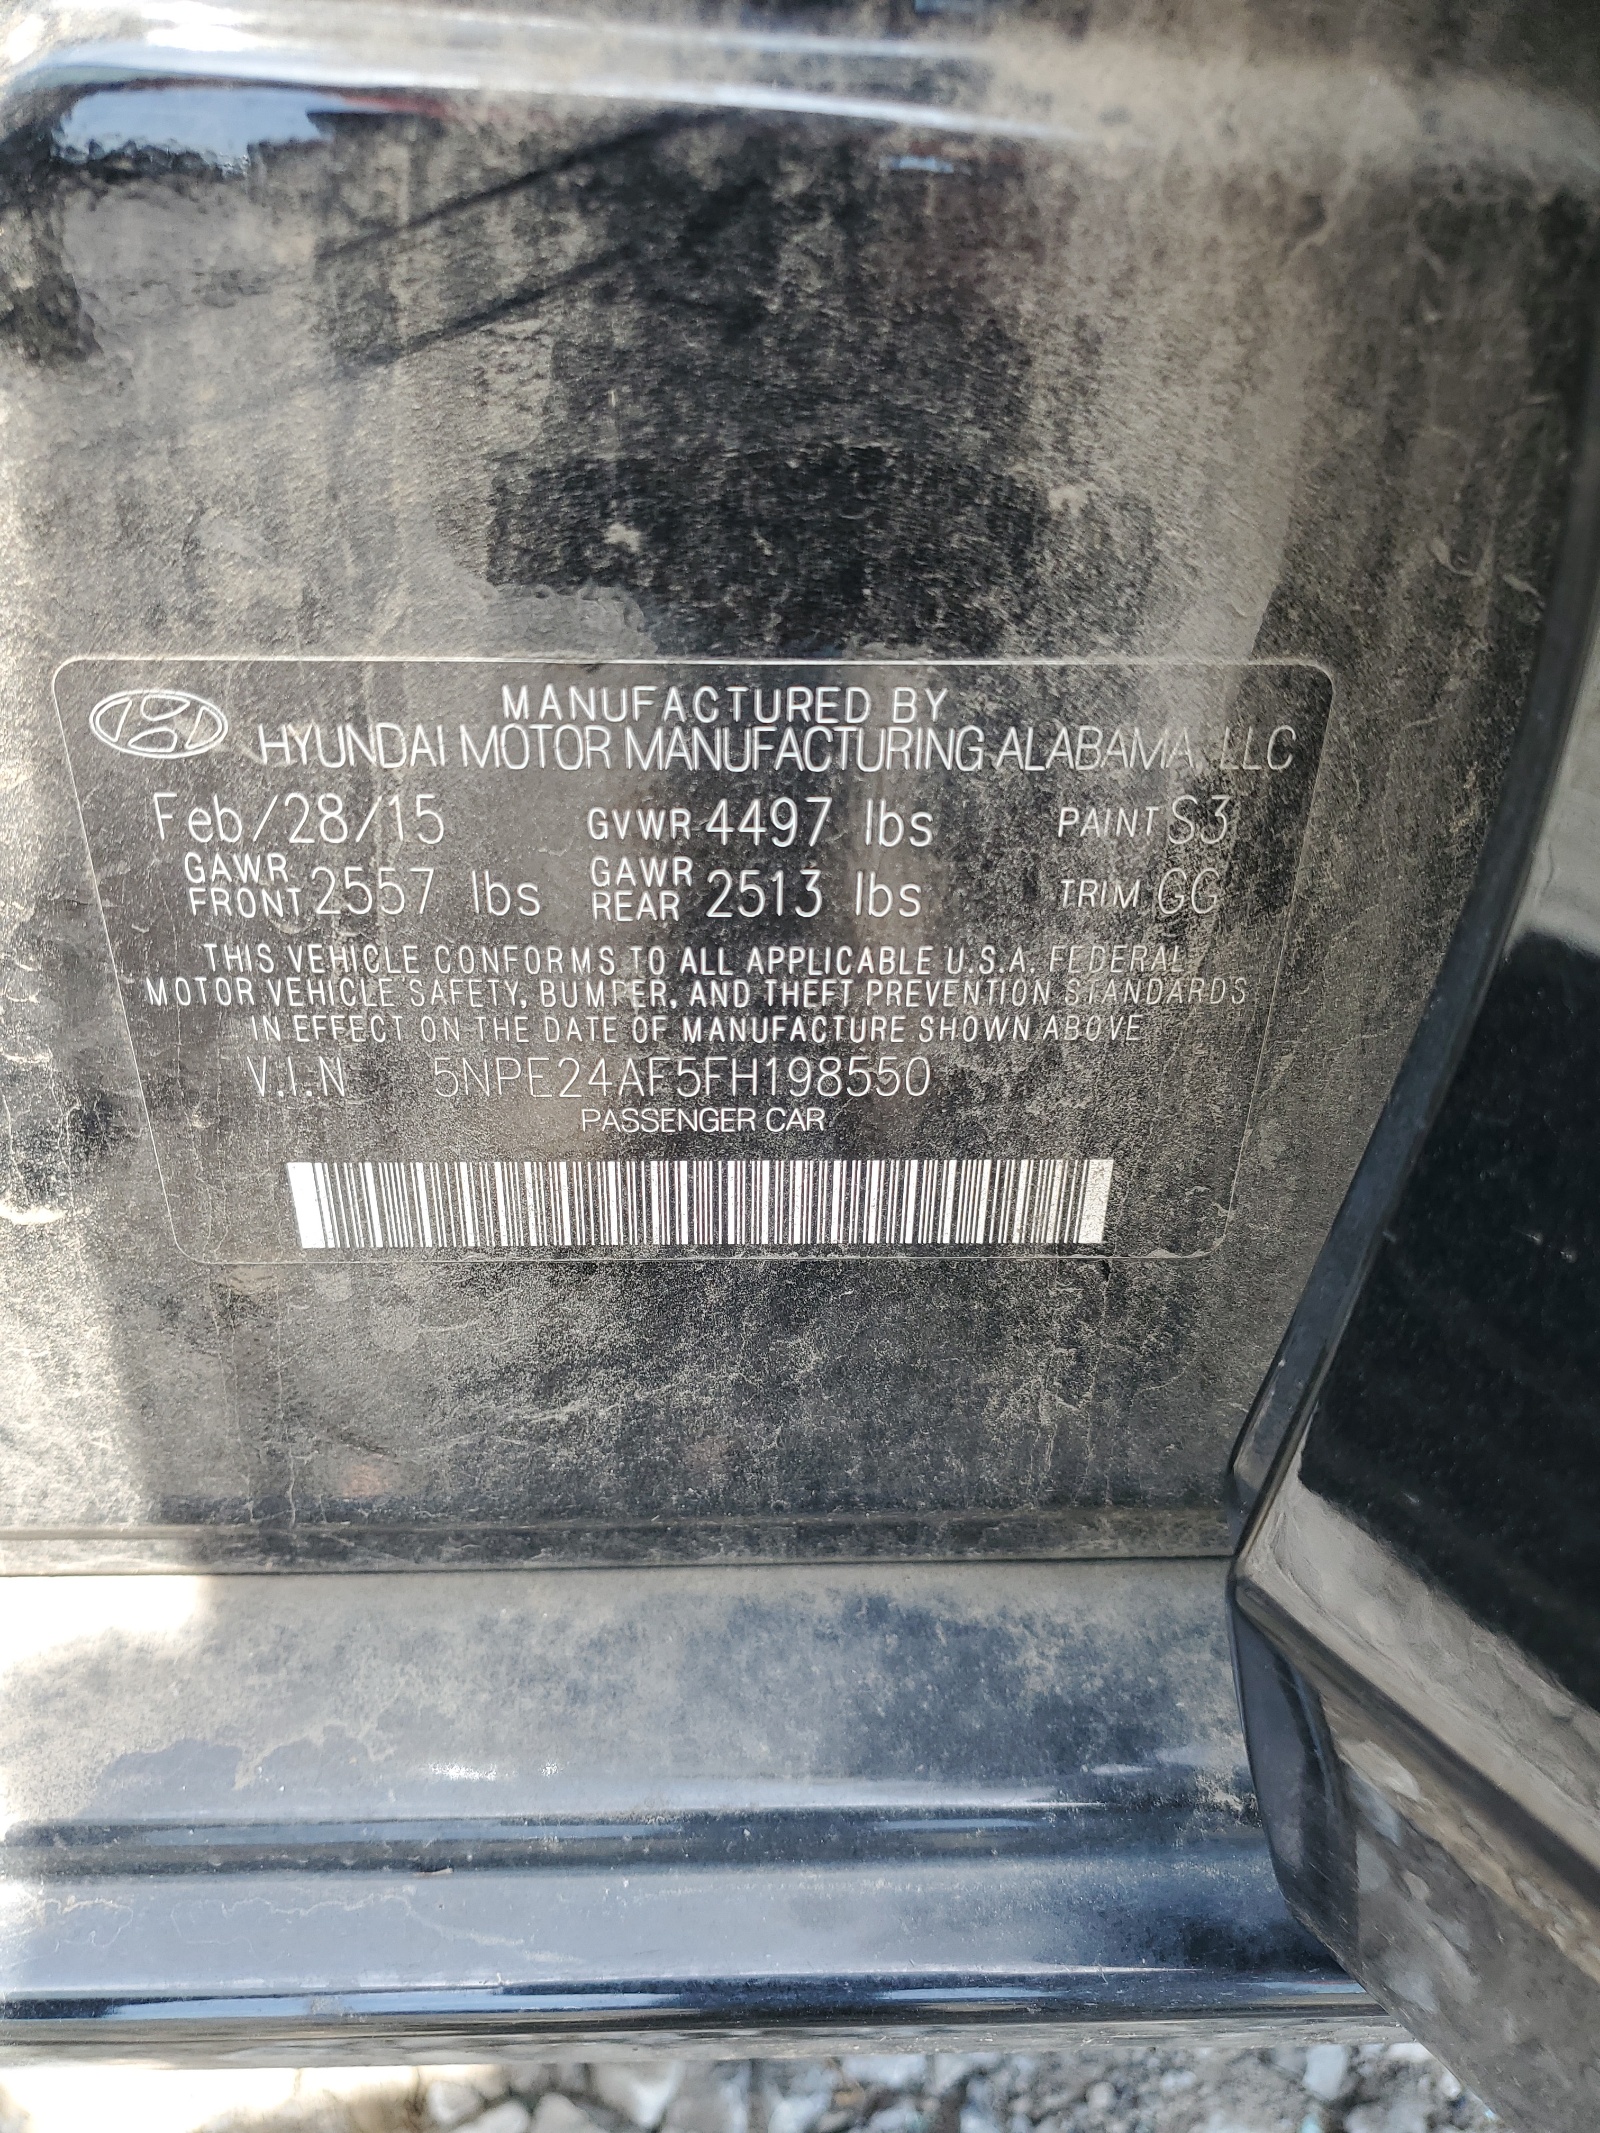 MANUFACTURED BY
HYUNDAI MOTOR MANUFACTURING ALABAMA, LLC
Feb/28/15 GVWR 4497 lbs PAINT S3
GAWR FRONT 2557 lbs GAWR REAR 2513 lbs TRIM GG
THIS VEHICLE CONFORMS TO ALL APPLICABLE U.S.A. FEDERAL
MOTOR VEHICLE SAFETY, BUMPER, AND THEFT PREVENTION STANDARDS
IN EFFECT ON THE DATE OF MANUFACTURE SHOWN ABOVE
V.I.N 5NPE24AF5FH198550
PASSENGER CAR